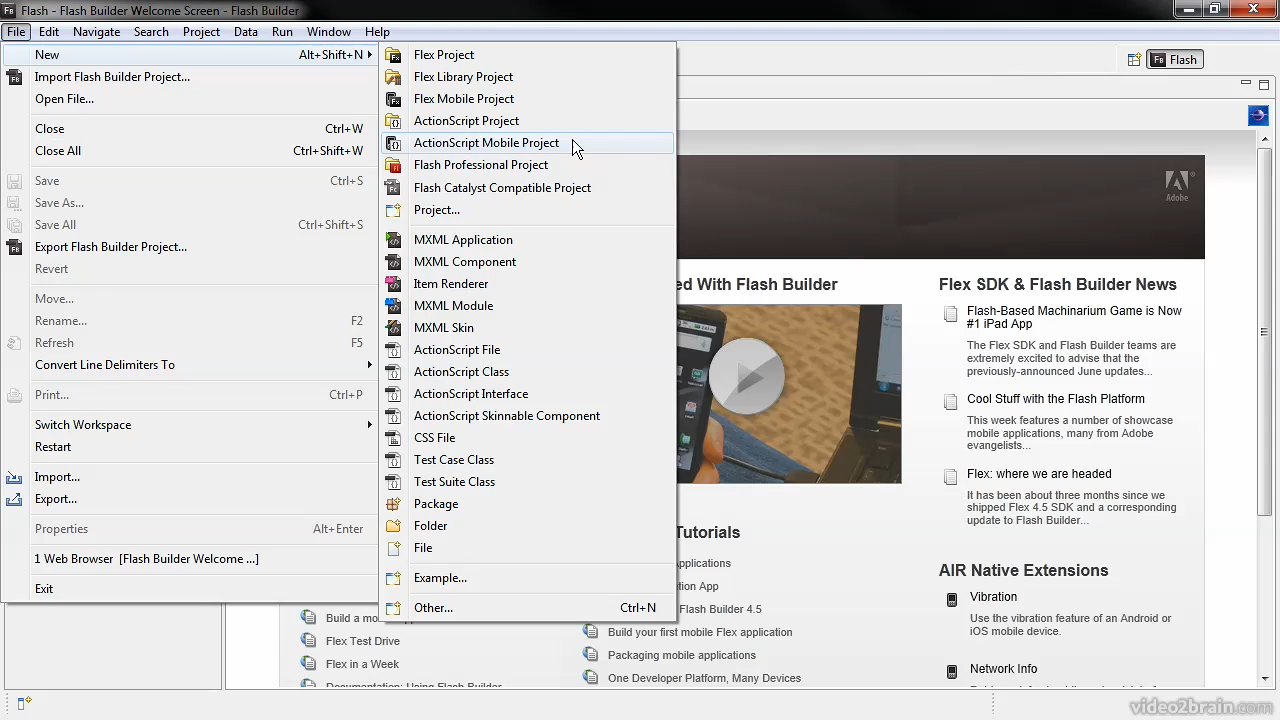 Flash - Flash Builder Welcome Screen - Flash Builder
File Edit Navigate Search Project Data Run Window Help
New Alt+Shift+N
Import Flash Builder Project...
Open File...
Close Ctrl+W
Close All Ctrl+Shift+W
Save Ctrl+S
Save As...
Save All Ctrl+Shift+S
Export Flash Builder Project...
Revert
Move...
Rename... F2
Refresh F5
Convert Line Delimiters To
Print... Ctrl+P
Switch Workspace
Restart
Import...
Export...
Properties Alt+Enter
1 Web Browser [Flash Builder Welcome ...]
Exit
Flex Project
Flex Library Project
Flex Mobile Project
ActionScript Project
ActionScript Mobile Project
Flash Professional Project
Flash Catalyst Compatible Project
Project...
MXML Application
MXML Component
Item Renderer
MXML Module
MXML Skin
ActionScript File
ActionScript Class
ActionScript Interface
ActionScript Skinnable Component
CSS File
Test Case Class
Test Suite Class
Package
Folder
File
Example...
Other... Ctrl+N
Flash
Adobe
ed With Flash Builder
Tutorials
Build a mo
Flex Test Drive
Flex in a Week
Flash Builder 4.5
Build your first mobile Flex application
Packaging mobile applications
One Developer Platform, Many Devices
Flex SDK & Flash Builder News
Flash-Based Machinarium Game is Now
#1 iPad App
The Flex SDK and Flash Builder teams are
extremely excited to advise that the
previously-announced June updates...
Cool Stuff with the Flash Platform
This week features a number of showcase
mobile applications, many from Adobe
evangelists...
Flex: where we are headed
It has been about three months since we
shipped Flex 4.5 SDK and a corresponding
update to Flash Builder...
AIR Native Extensions
Vibration
Use the vibration feature of an Android or
iOS mobile device.
Network Info
video2brain.com